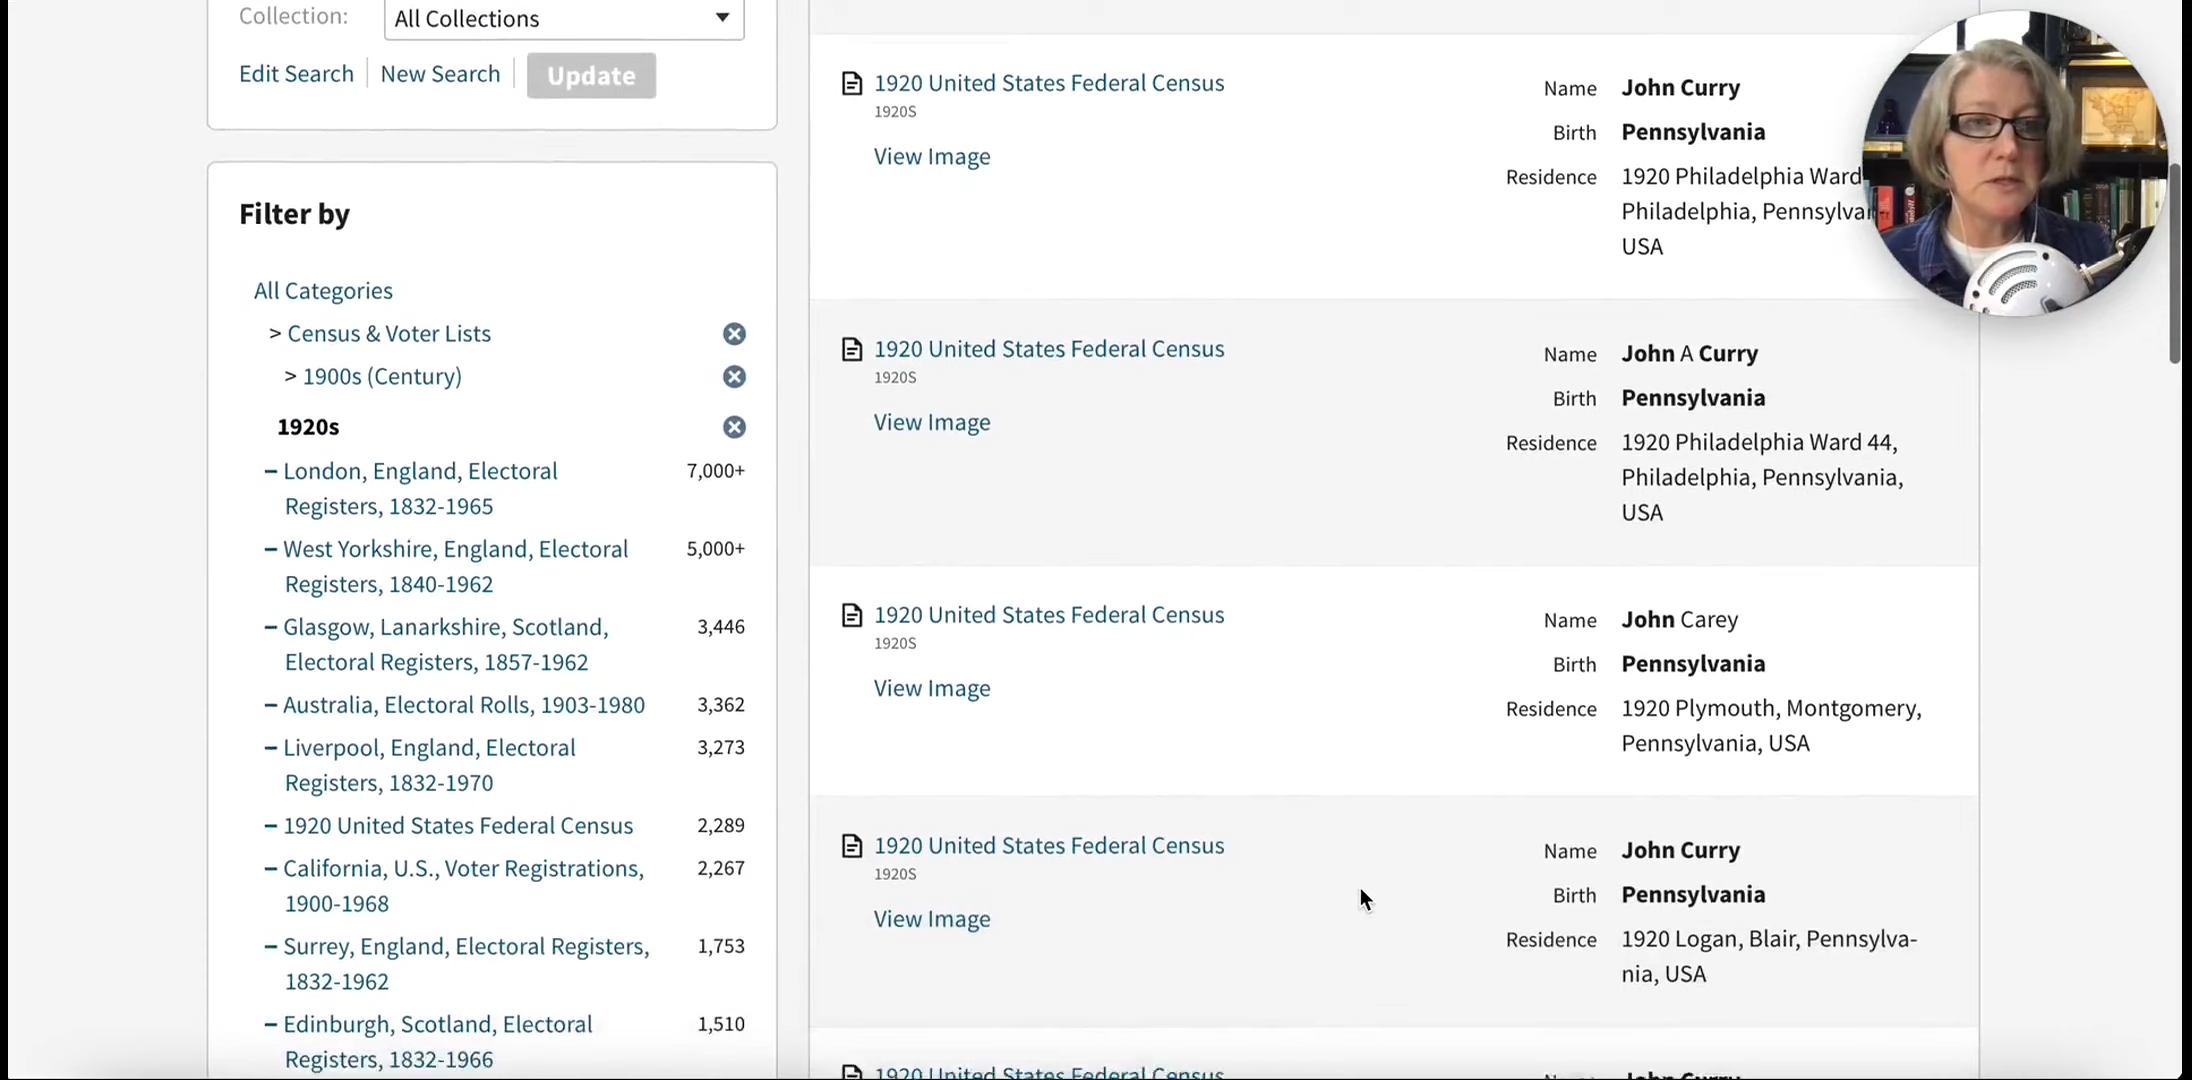 Collection:
All Collections
Edit Search
New Search
Update
Filter by
All Categories
> Census & Voter Lists
> 1900s (Century)
1920s
London, England, Electoral
Registers, 1832-1965
7,000+
West Yorkshire, England, Electoral
Registers, 1840-1962
5,000+
Glasgow, Lanarkshire, Scotland,
Electoral Registers, 1857-1962
3,446
Australia, Electoral Rolls, 1903-1980
3,362
Liverpool, England, Electoral
Registers, 1832-1970
3,273
1920 United States Federal Census
2,289
California, U.S., Voter Registrations,
1900-1968
2,267
Surrey, England, Electoral Registers,
1832-1962
1,753
Edinburgh, Scotland, Electoral
Registers, 1832-1966
1,510
1920 United States Federal Census
1920S
View Image
Name John Curry
Birth Pennsylvania
Residence 1920 Philadelphia Ward
Philadelphia,
USA
1920 United States Federal Census
1920S
View Image
Name John A Curry
Birth Pennsylvania
Residence 1920 Philadelphia Ward 44,
Philadelphia, Pennsylvania,
USA
1920 United States Federal Census
1920S
View Image
Name John Carey
Birth Pennsylvania
Residence 1920 Plymouth, Montgomery,
Pennsylvania, USA
1920 United States Federal Census
1920S
View Image
Name John Curry
Birth Pennsylvania
Residence 1920 Logan, Blair, Pennsylva-
nia, USA
1920 United States Federal Census
Name John Curry